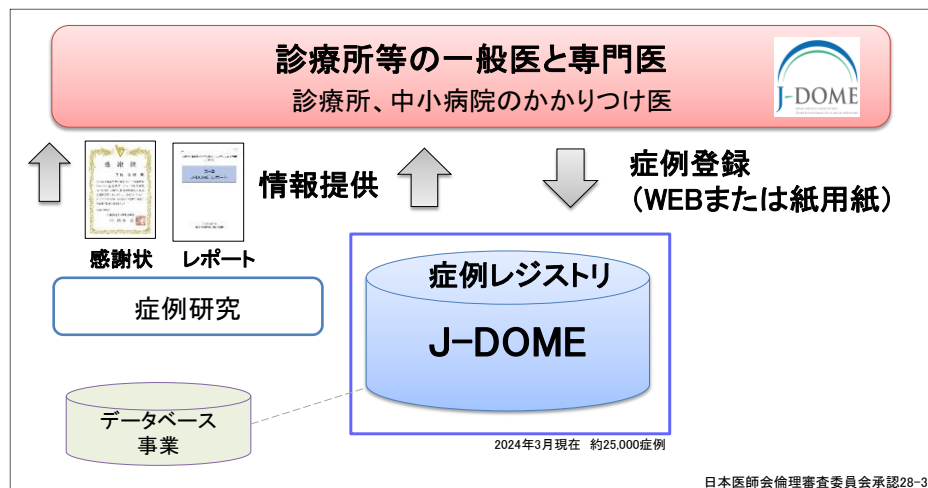 診療所等の一般医と専門医
診療所、中小病院のかかりつけ医
J-DOME
感謝状
情報提供
症例登録
（WEBまたは紙用紙）
感謝状
レポート
症例研究
症例レジストリ
J-DOME
データベース
事業
2024年3月現在　約25,000症例
日本医師会倫理審査委員会承認28-3